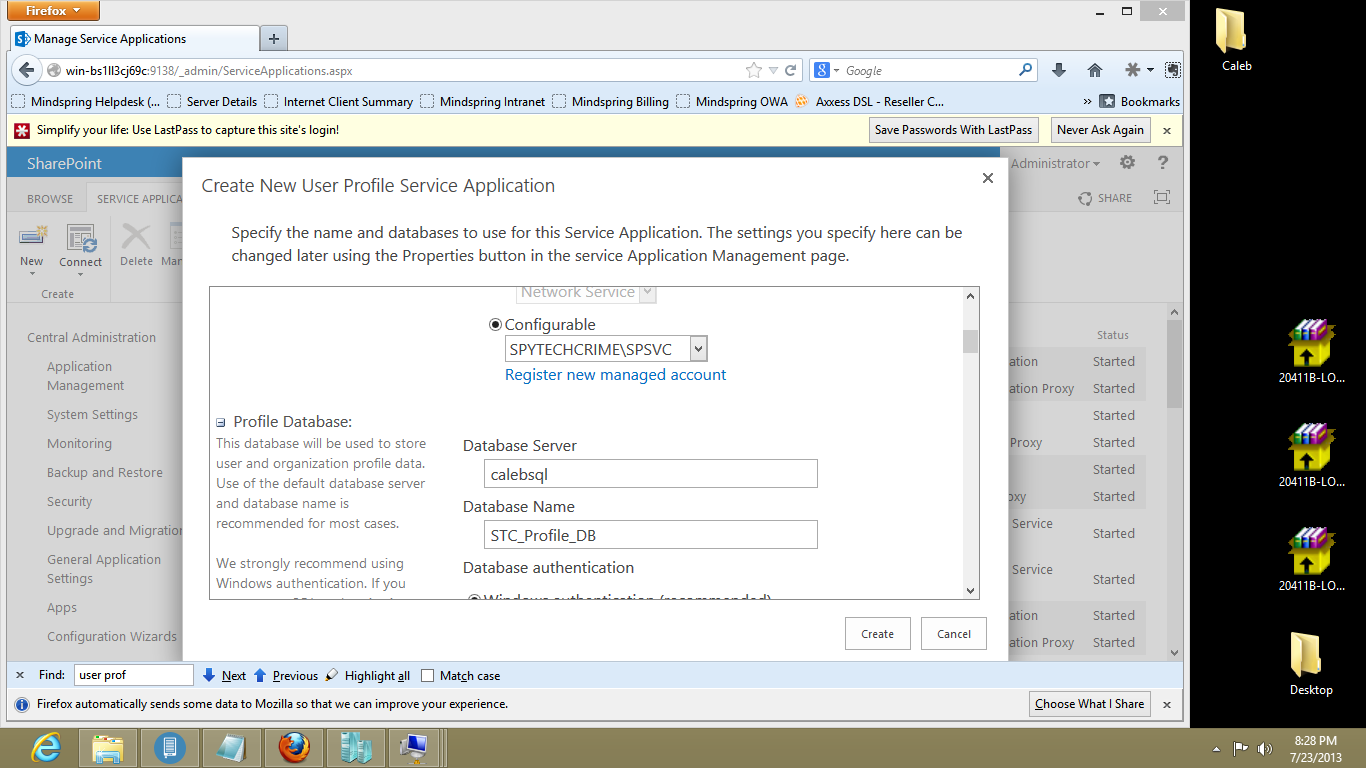 Firefox
Manage Service Applications
win-bs1ll3cj69c:9138/_admin/ServiceApplications.aspx
Google
Mindspring Helpdesk (...
Server Details
Internet Client Summary
Mindspring Intranet
Mindspring Billing
Mindspring OWA
Axxess DSL - Reseller C...
»
Bookmarks
Simplify your life: Use LastPass to capture this site's login!
Save Passwords With LastPass
Never Ask Again
SharePoint
Administrator
?
BROWSE
SERVICE APPLICA
SHARE
New
Connect
Delete
Man
Create
Create New User Profile Service Application
Specify the name and databases to use for this Service Application. The settings you specify here can be
changed later using the Properties button in the service Application Management page.
Network Service
Configurable
SPYTECHCRIME\SPSVC
Register new managed account
Profile Database:
This database will be used to store
user and organization profile data.
Use of the default database server
and database name is
recommended for most cases.
We strongly recommend using
Windows authentication. If you
Database Server
calebsql
Database Name
STC_Profile_DB
Database authentication
Windows authentication (recommended)
Create
Cancel
Central Administration
Application
Management
System Settings
Monitoring
Backup and Restore
Security
Upgrade and Migration
General Application
Settings
Apps
Configuration Wizards
Status
ation
Started
ation Proxy
Started
Started
Proxy
Started
Started
oxy
Started
Service
Started
Service
Started
ation
Started
ation Proxy
Started
Find:
user prof
Next
Previous
Highlight all
Match case
Firefox automatically sends some data to Mozilla so that we can improve your experience.
Choose What I Share
Caleb
20411B-LO...
20411B-LO...
20411B-LO...
Desktop
8:28 PM
7/23/2013